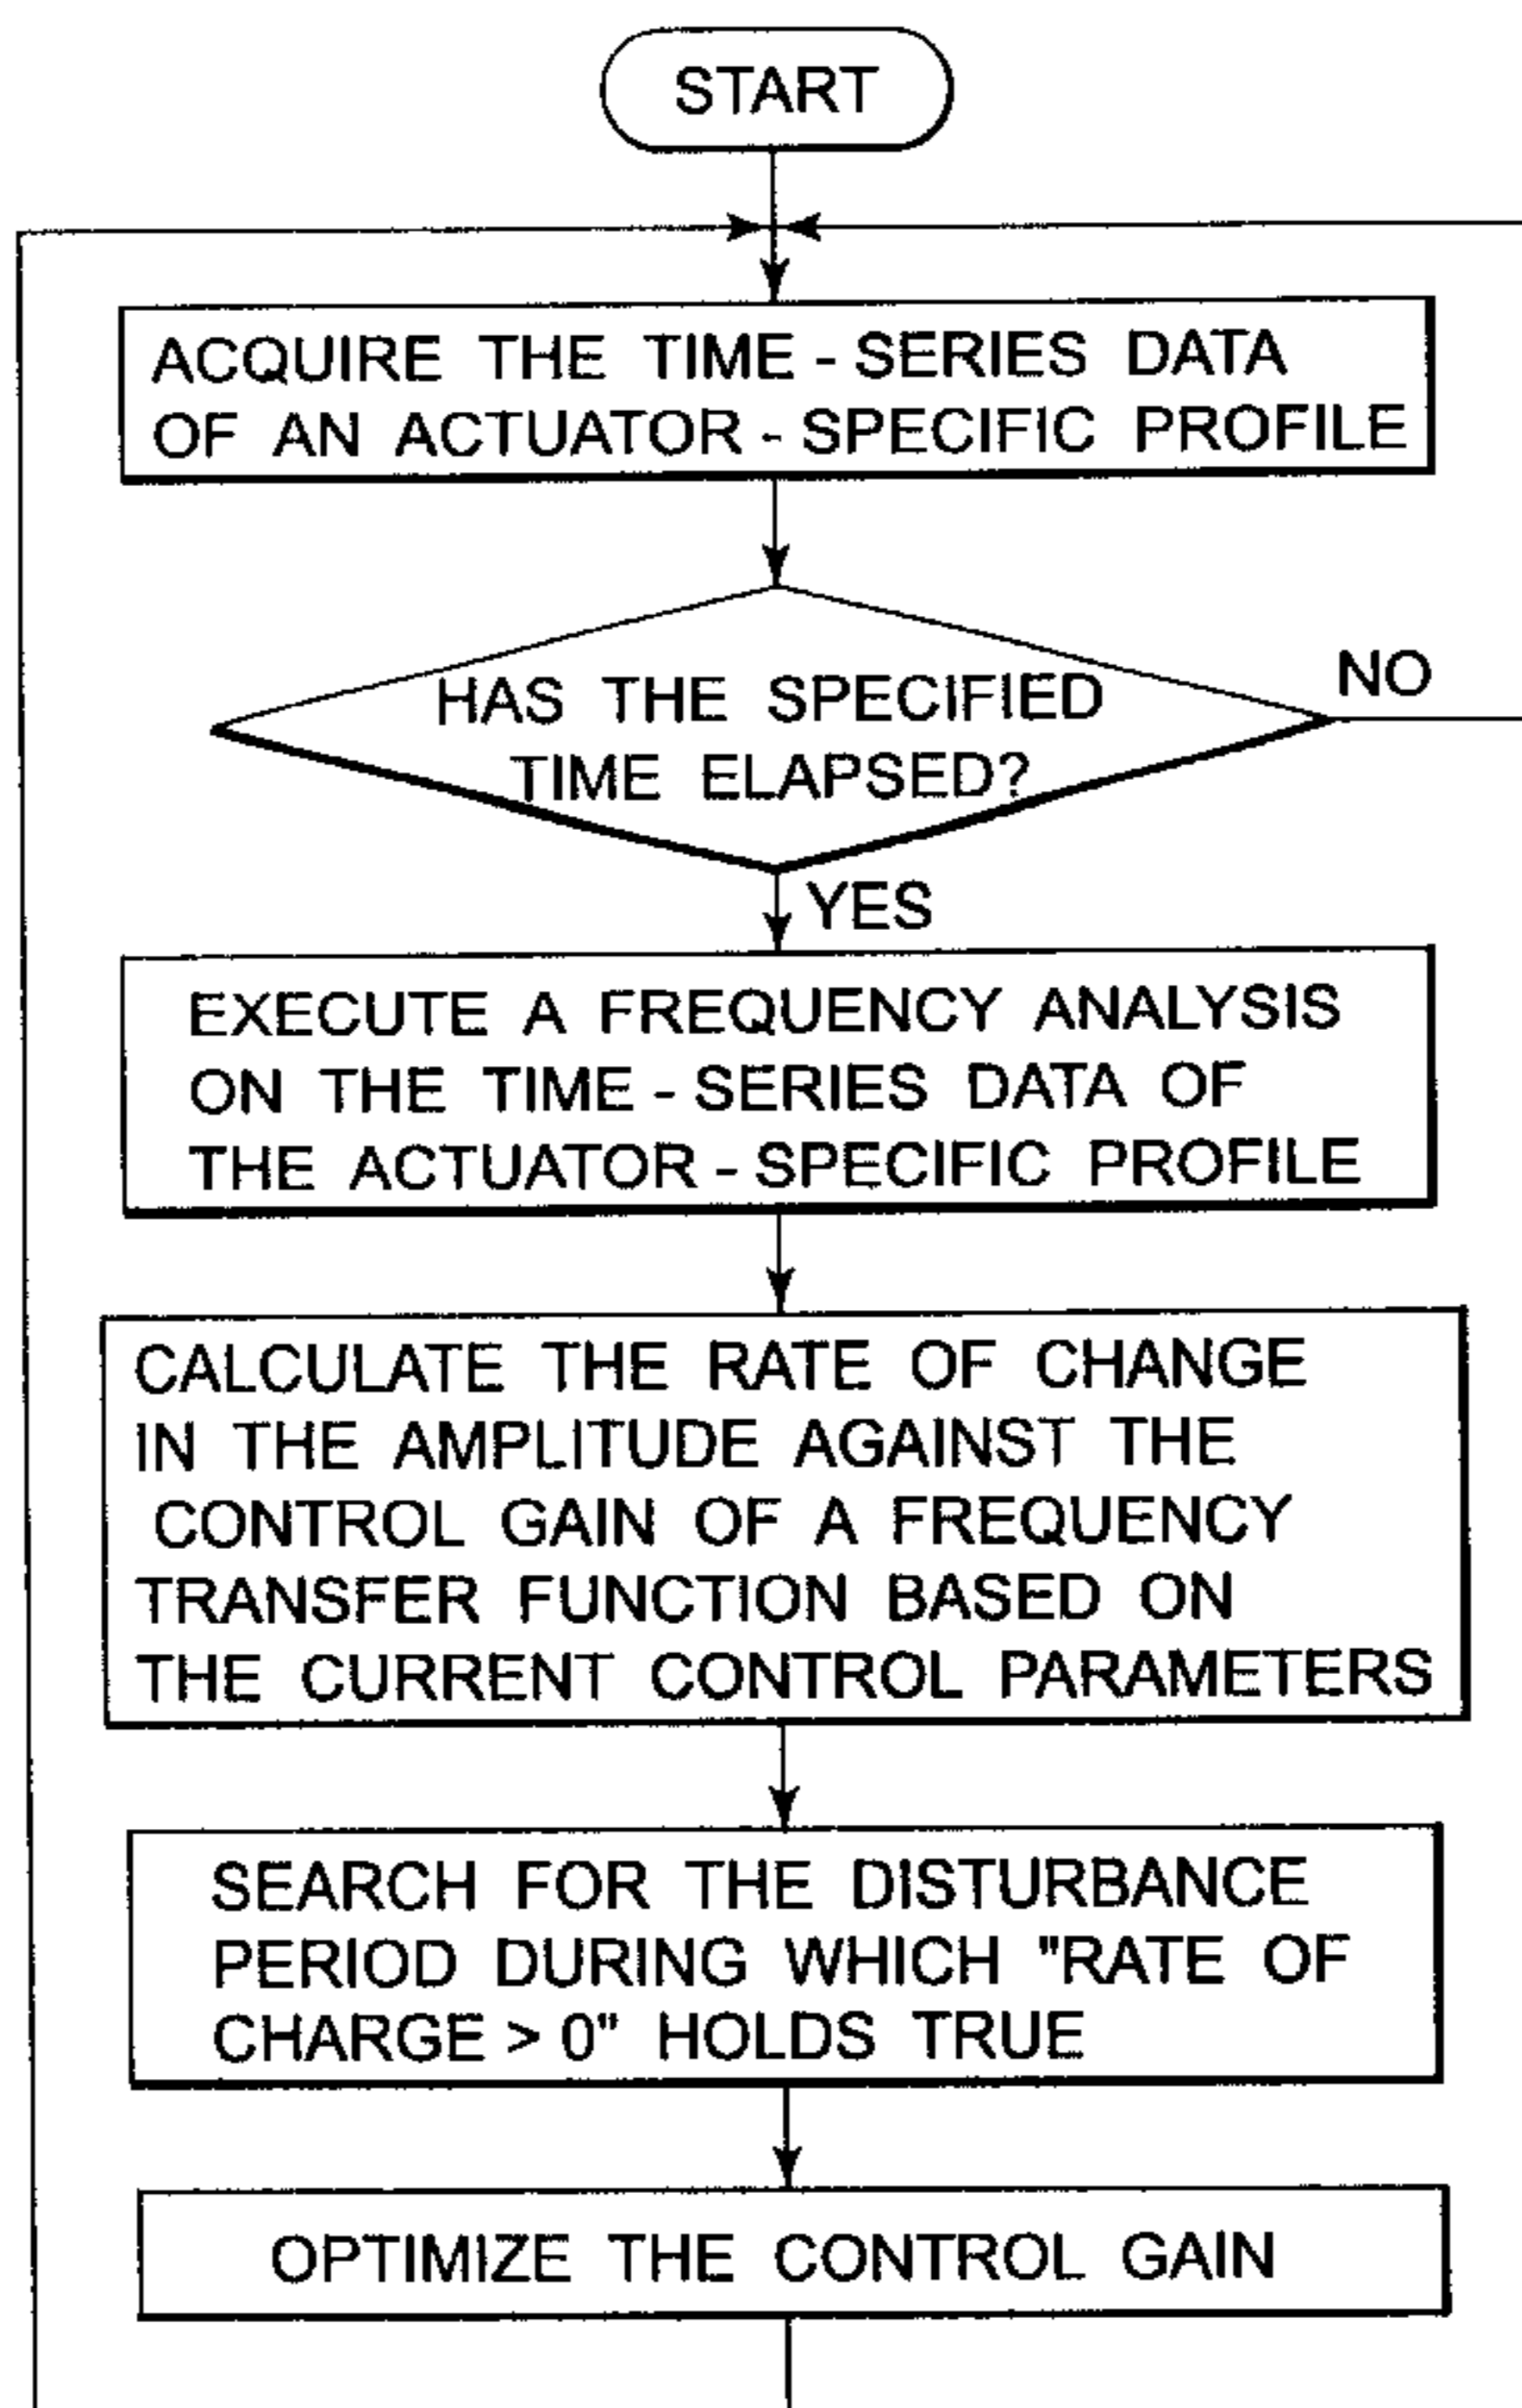 START
ACQUIRE THE TIME - SERIES DATA
OF AN ACTUATOR - SPECIFIC PROFILE
HAS THE SPECIFIED
TIME ELAPSED?
NO
YES
EXECUTE A FREQUENCY ANALYSIS
ON THE TIME - SERIES DATA OF
THE ACTUATOR - SPECIFIC PROFILE
CALCULATE THE RATE OF CHANGE
IN THE AMPLITUDE AGAINST THE
CONTROL GAIN OF A FREQUENCY
TRANSFER FUNCTION BASED ON
THE CURRENT CONTROL PARAMETERS
SEARCH FOR THE DISTURBANCE
PERIOD DURING WHICH "RATE OF
CHARGE > 0" HOLDS TRUE
OPTIMIZE THE CONTROL GAIN